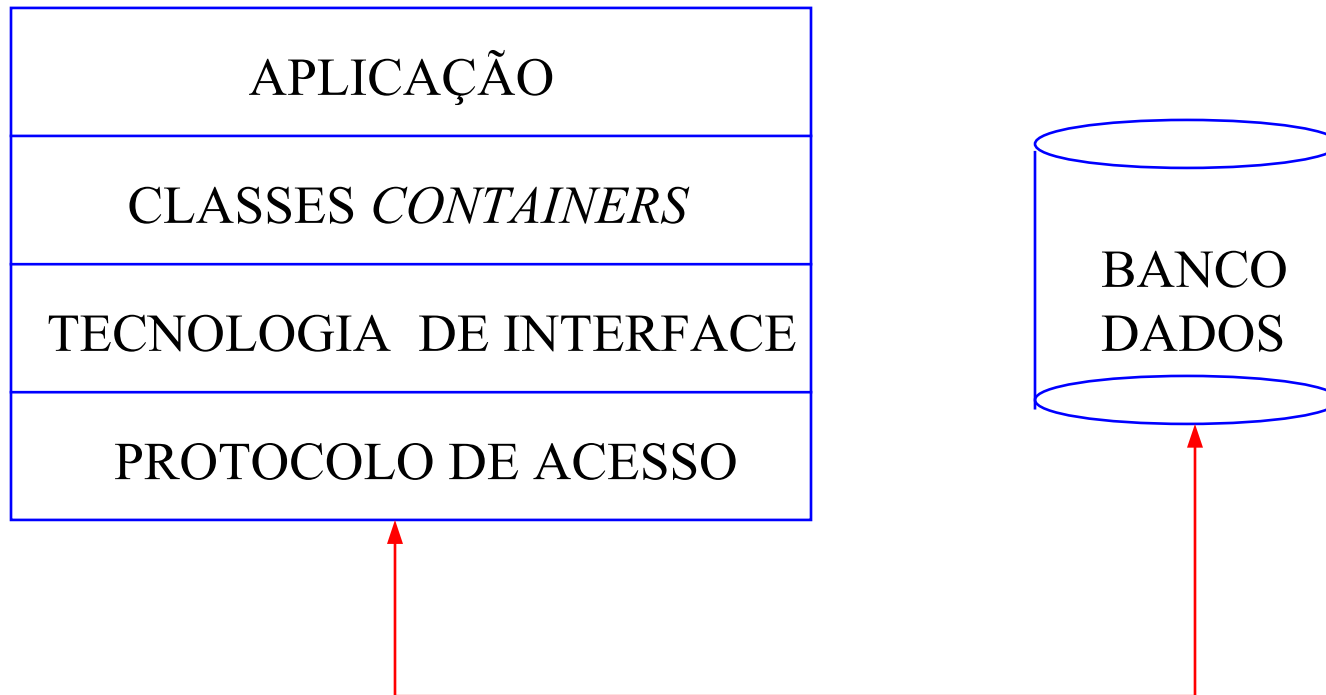 APLICAÇÃO
CLASSES CONTAINERS
TECNOLOGIA DE INTERFACE
PROTOCOLO DE ACESSO
BANCO
DADOS